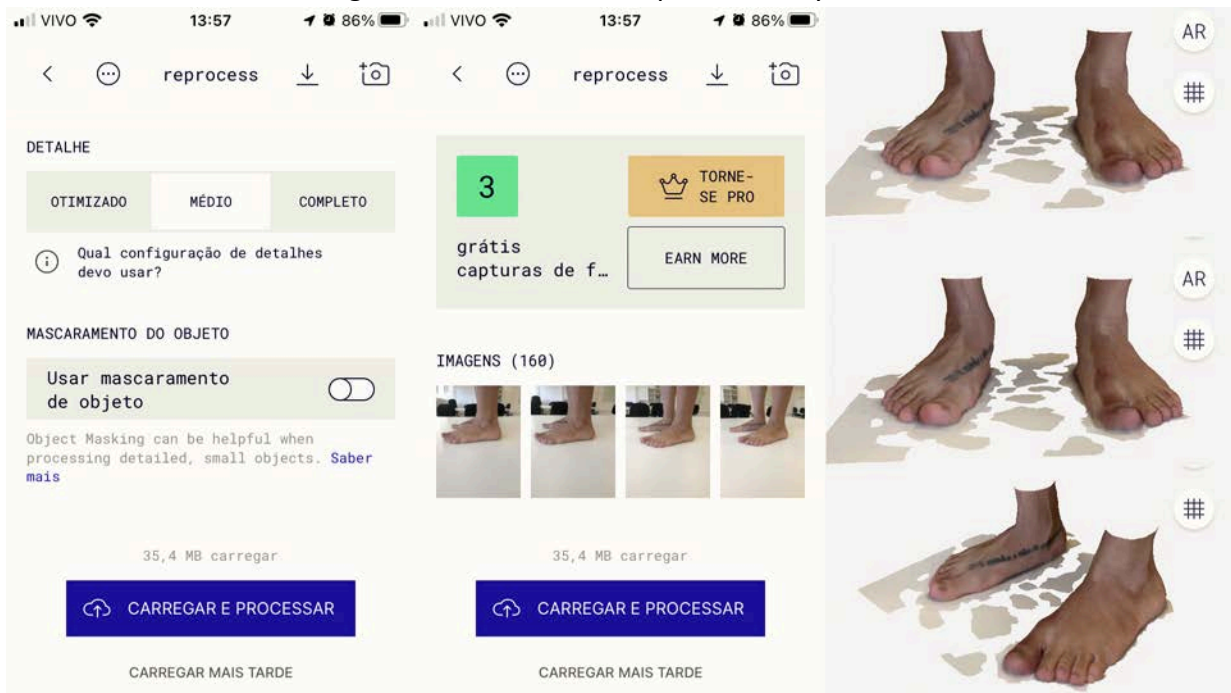 VIVO
13:57
86%
reprocess
DETALHE
OTIMIZADO
MÉDIO
COMPLETO
Qual configuração de detalhes
devo usar?
MASCARAMENTO DO OBJETO
Usar mascaramento
de objeto
Object Masking can be helpful when
processing detailed, small objects. Saber
mais
35,4 MB carregar
CARREGAR E PROCESSAR
CARREGAR MAIS TARDE
VIVO
13:57
86%
reprocess
3
TORNE-
SE PRO
grátis
capturas de f…
EARN MORE
IMAGENS (160)
35,4 MB carregar
CARREGAR E PROCESSAR
CARREGAR MAIS TARDE
AR
AR